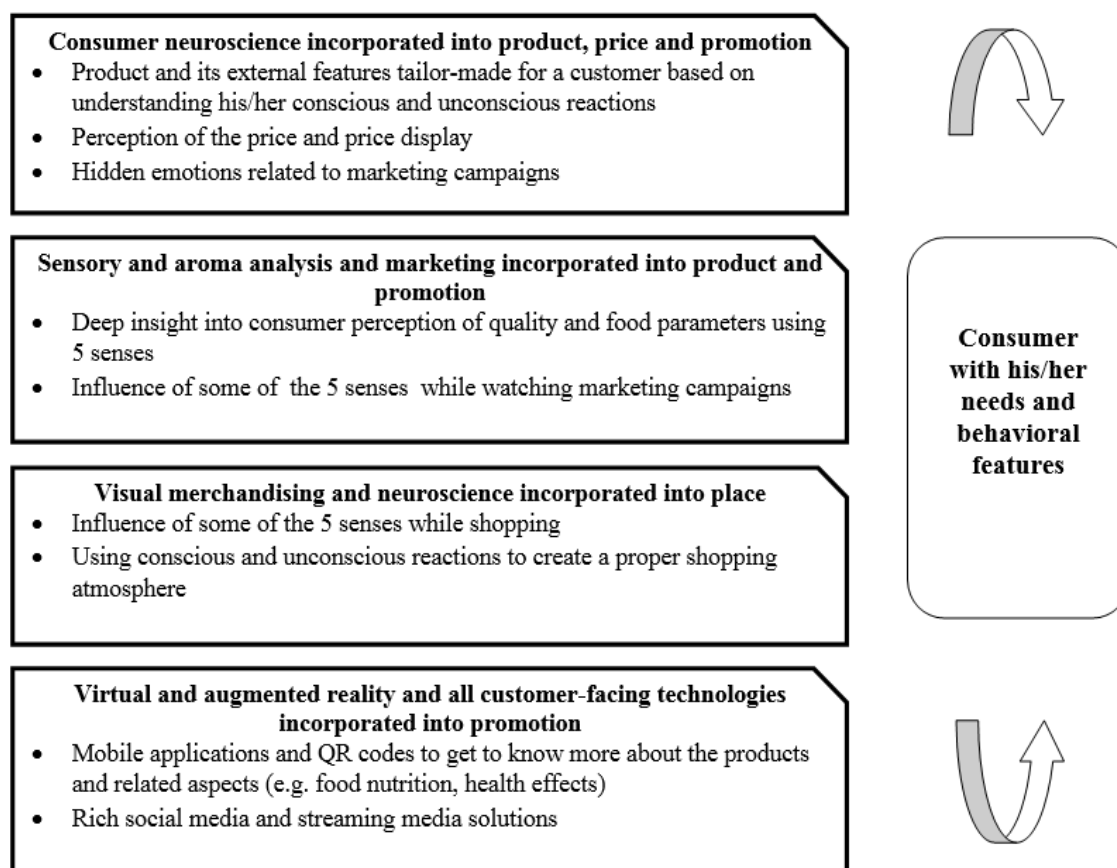 Consumer neuroscience incorporated into product, price and promotion
• Product and its external features tailor-made for a customer based on
understanding his/her conscious and unconscious reactions
• Perception of the price and price display
• Hidden emotions related to marketing campaigns
Sensory and aroma analysis and marketing incorporated into product and
promotion
• Deep insight into consumer perception of quality and food parameters using
5 senses
• Influence of some of the 5 senses while watching marketing campaigns
Visual merchandising and neuroscience incorporated into place
• Influence of some of the 5 senses while shopping
• Using conscious and unconscious reactions to create a proper shopping
atmosphere
Virtual and augmented reality and all customer-facing technologies
incorporated into promotion
• Mobile applications and QR codes to get to know more about the products
and related aspects (e.g. food nutrition, health effects)
• Rich social media and streaming media solutions
Consumer
with his/her
needs and
behavioral
features